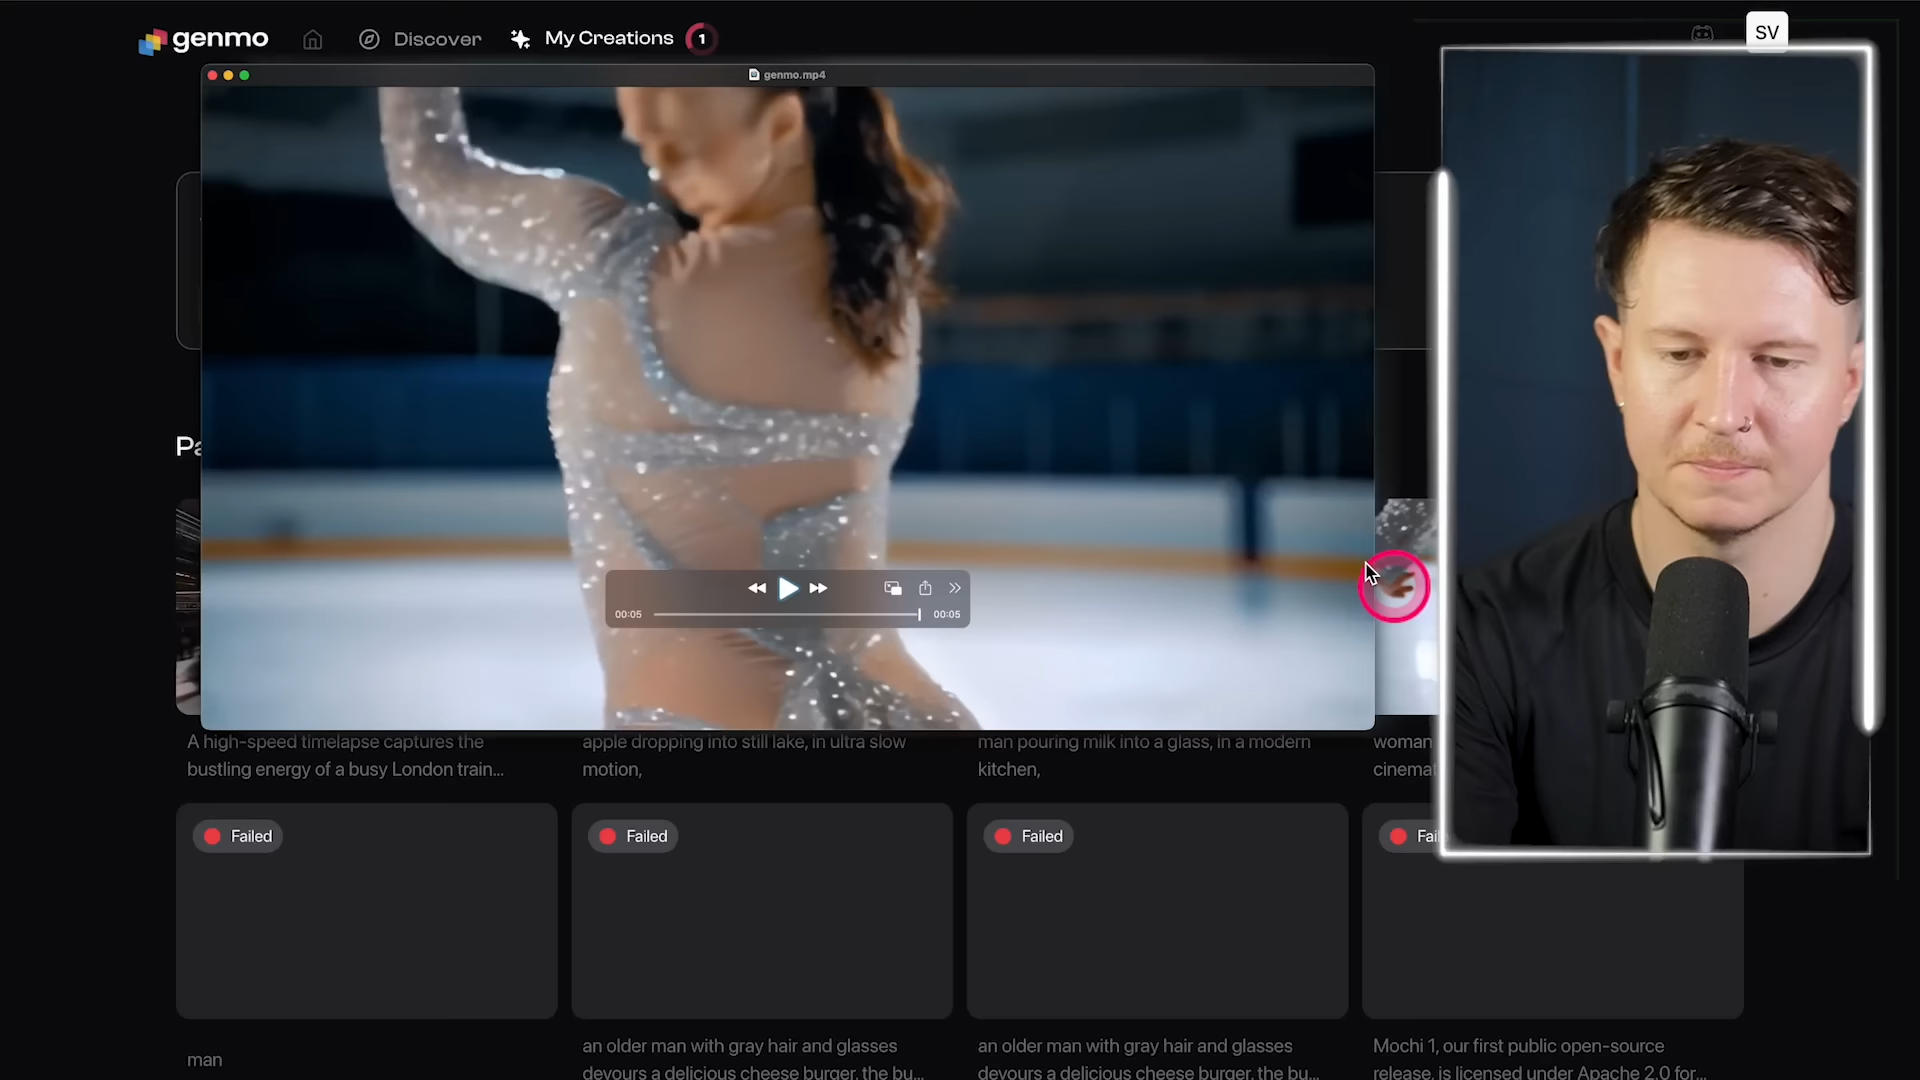 genmo
Discover
My Creations
1
SV
genmo.mp4
Pa
00:05
00:05
A high-speed timelapse captures the
bustling energy of a busy London train...
apple dropping into still lake, in ultra slow
motion,
man pouring milk into a glass, in a modern
kitchen,
woman
cinemat
Failed
Failed
Failed
Fail
man
an older man with gray hair and glasses
devours a delicious cheese burger, the bu...
an older man with gray hair and glasses
devours a delicious cheese burger, the bu...
Mochi 1, our first public open-source
release, is licensed under Apache 2.0 for...